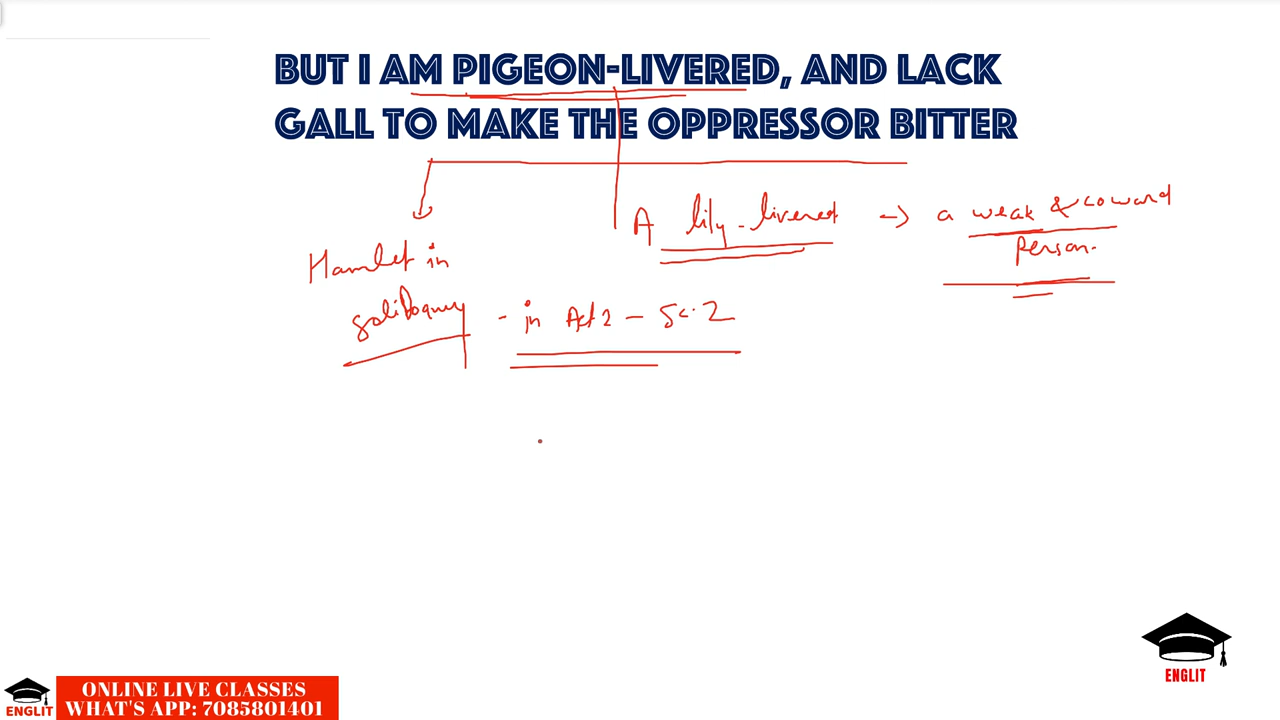 BUT I AM PIGEON-LIVERED, AND LACK
GALL TO MAKE THE OPPRESSOR BITTER
A lily-livered → a weak & coward
Person.
Hamlet in
soliloquy - in Act 2 - Sc. 2
ENGLIT
ONLINE LIVE CLASSES
WHAT'S APP: 7085801401
ENGLIT